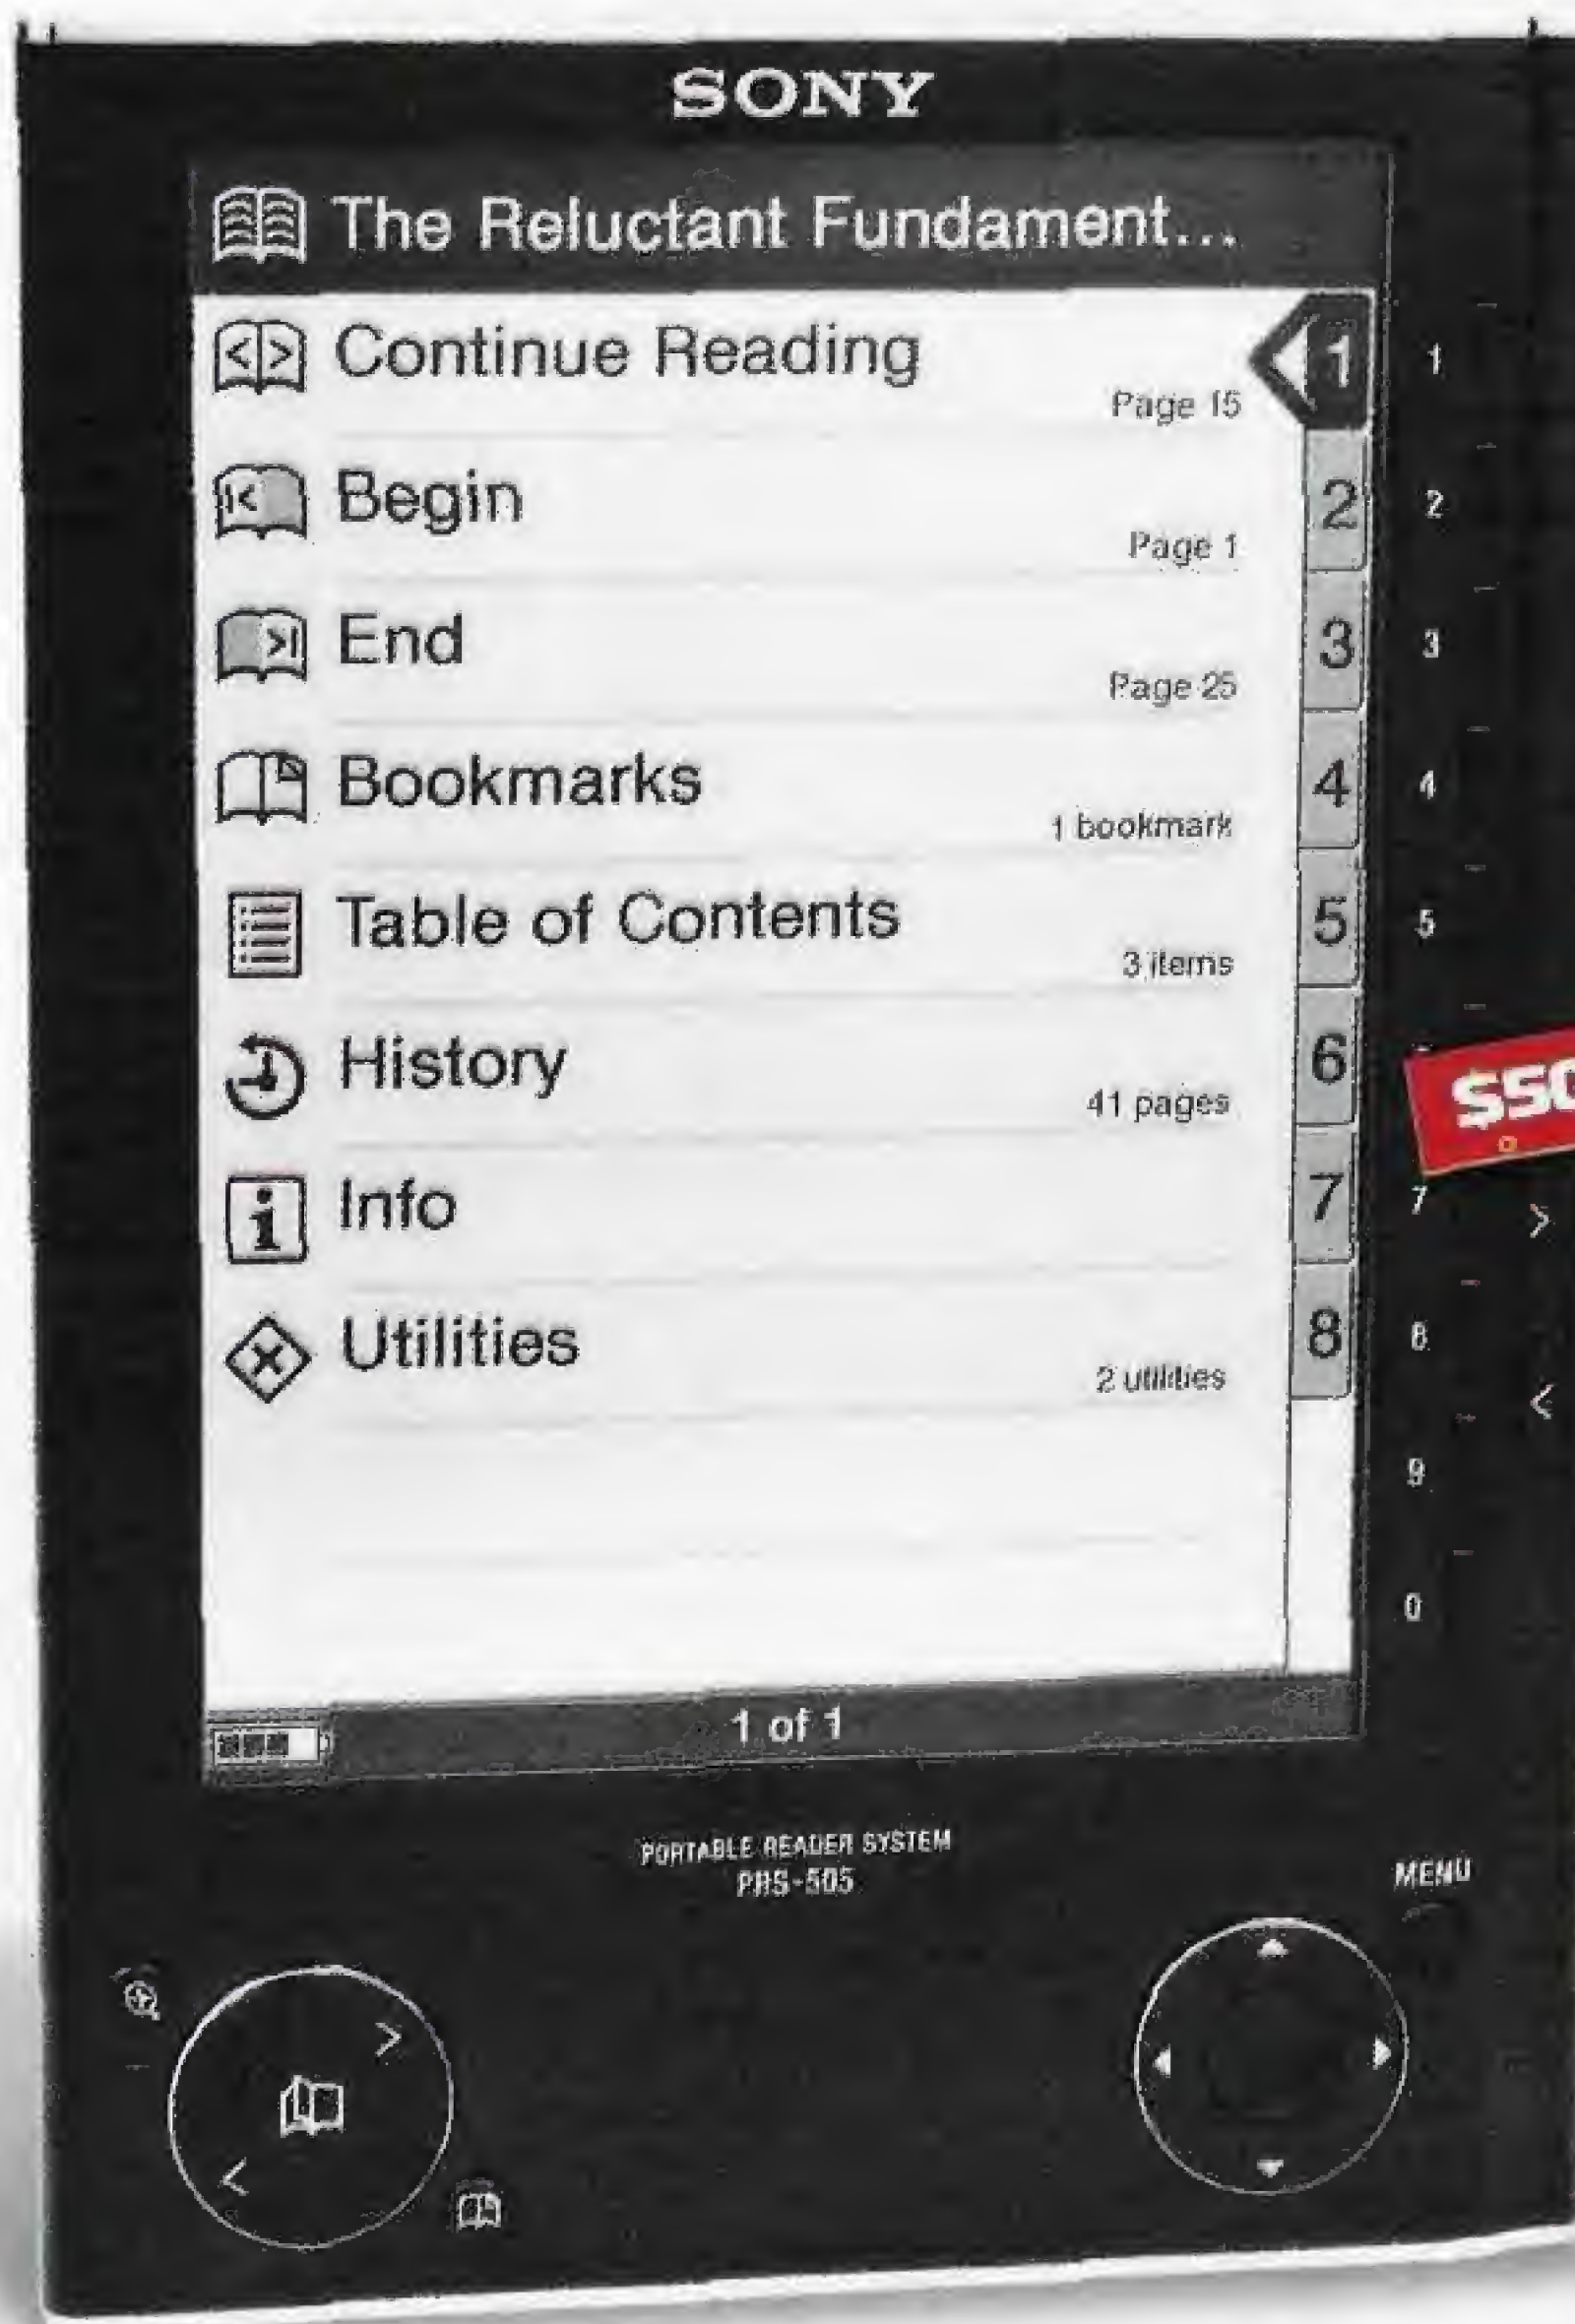 SONY
The Reluctant Fundament...
Continue Reading
Page 15
1
1
Begin
Page 1
2
2
End
Page 25
3
3
Bookmarks
1 bookmark
4
4
Table of Contents
3 items
5
5
History
41 pages
6
$50
Info
7
7
Utilities
2 utilities
8
8
9
0
1 of 1
PORTABLE READER SYSTEM
PRS-505
MENU